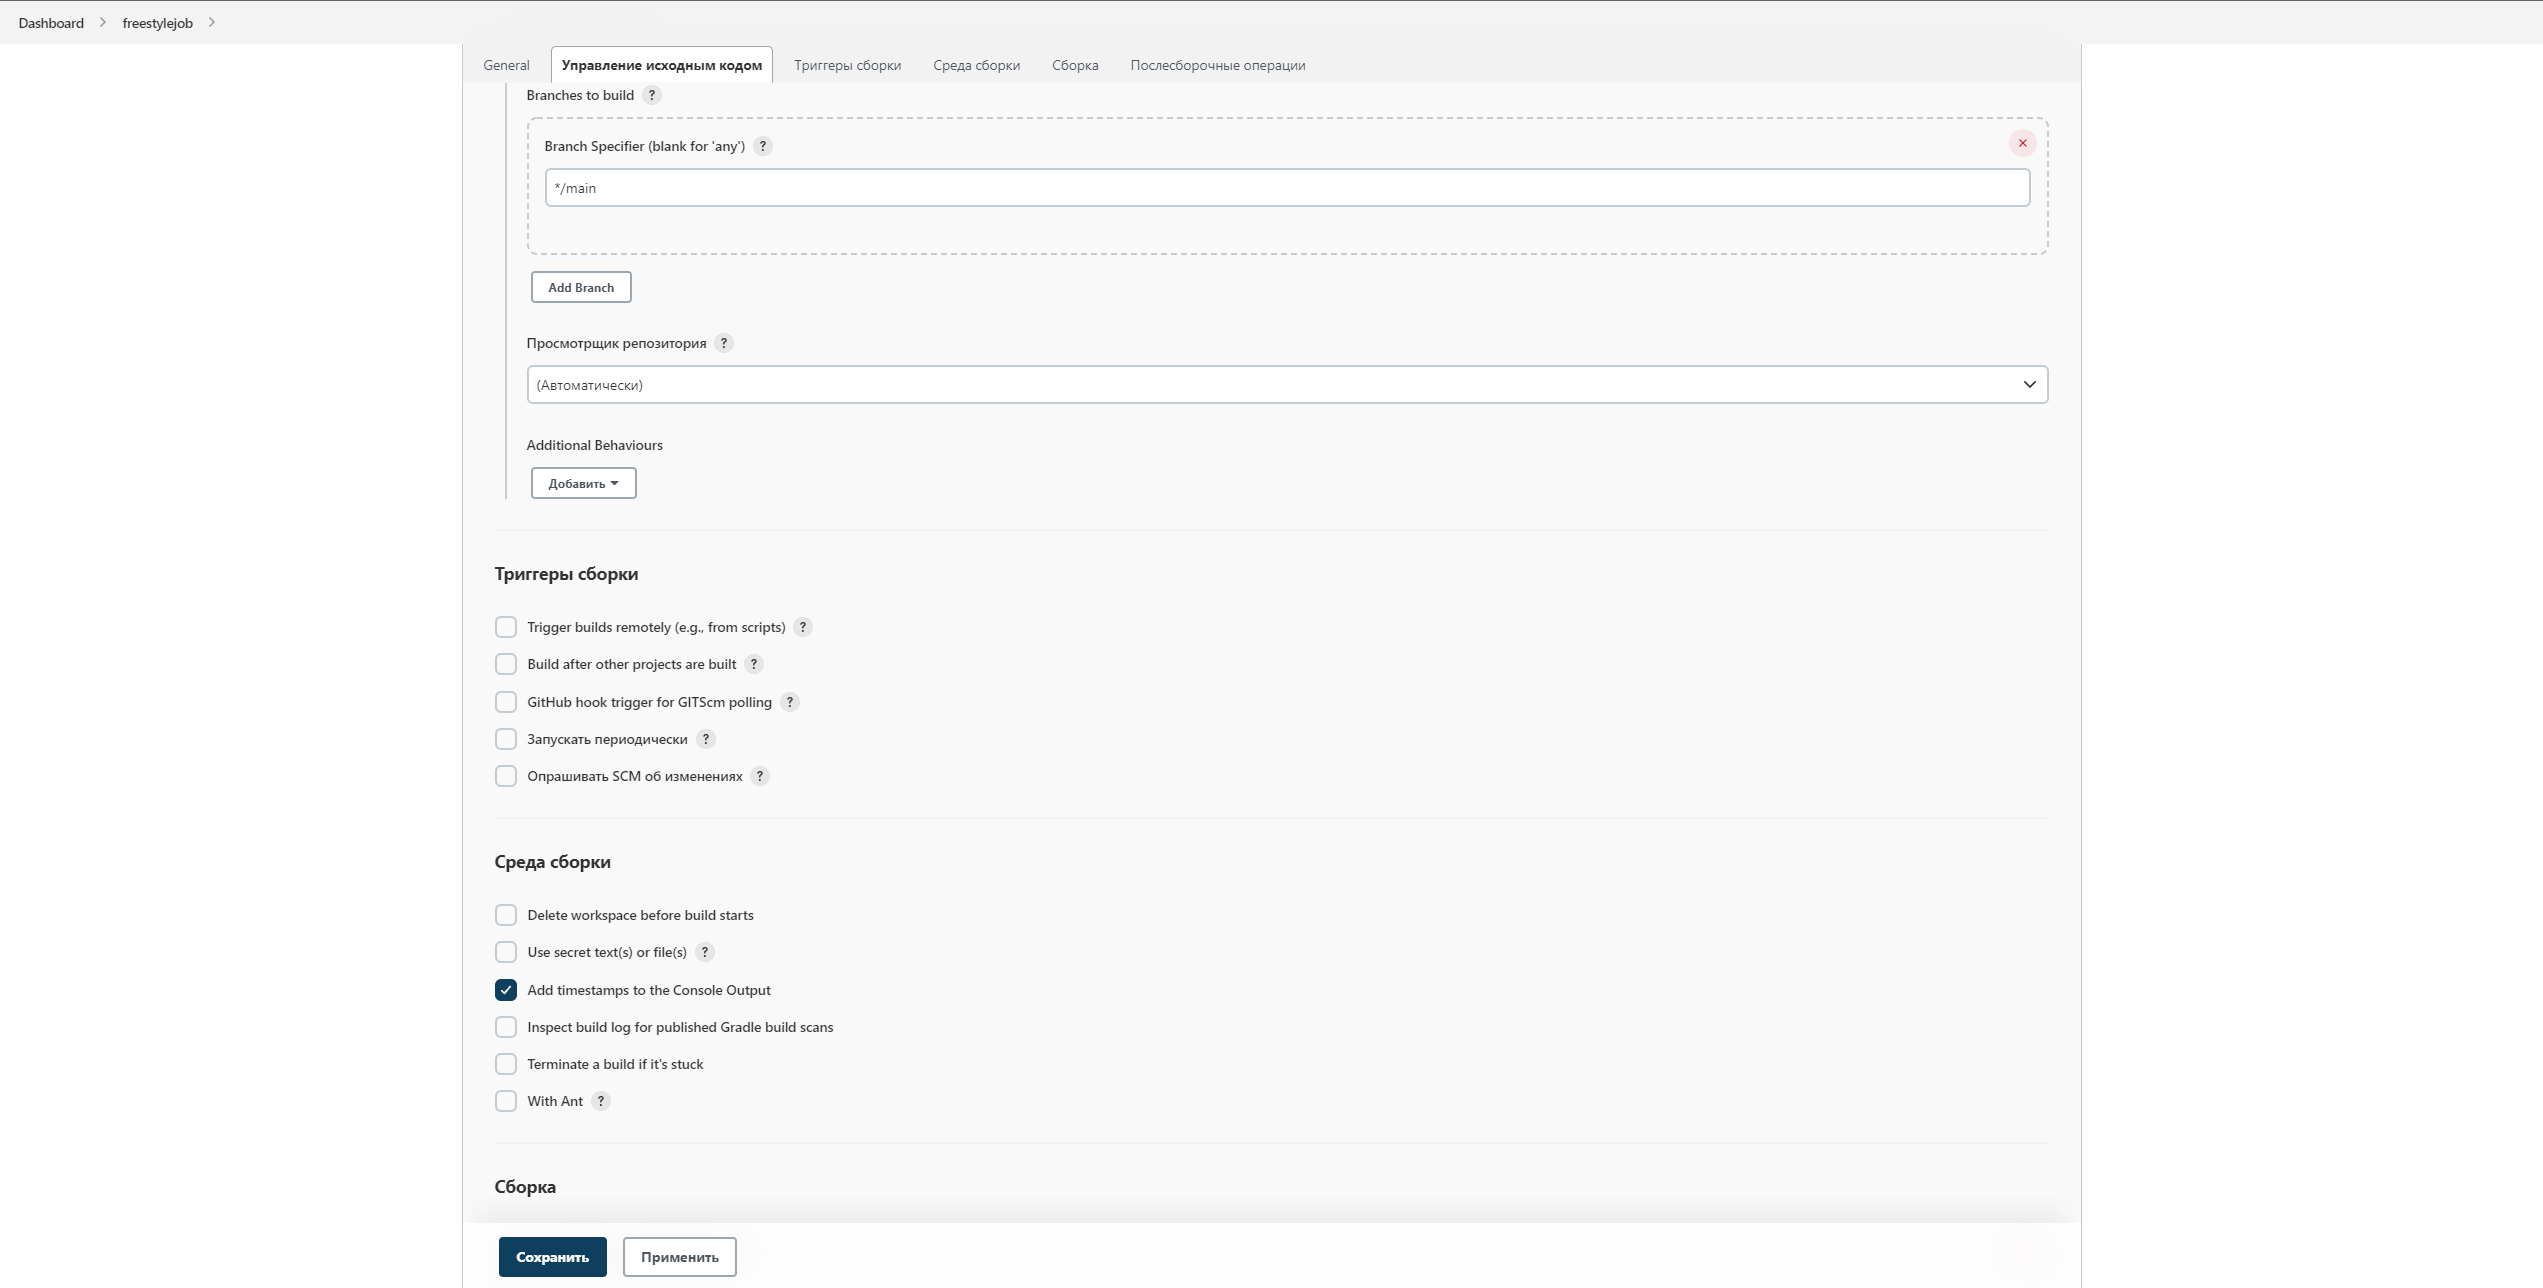 Dashboard
freestylejob
General
Управление исходным кодом
Триггеры сборки
Среда сборки
Сборка
Послесборочные операции
Branches to build ?
Branch Specifier (blank for 'any') ?
*/main
Add Branch
Просмотрщик репозитория ?
(Автоматически)
Additional Behaviours
Добавить
Триггеры сборки
Trigger builds remotely (e.g., from scripts) ?
Build after other projects are built ?
GitHub hook trigger for GITScm polling ?
Запускать периодически ?
Опрашивать SCM об изменениях ?
Среда сборки
Delete workspace before build starts
Use secret text(s) or file(s) ?
Add timestamps to the Console Output
Inspect build log for published Gradle build scans
Terminate a build if it's stuck
With Ant ?
Сборка
Сохранить
Применить